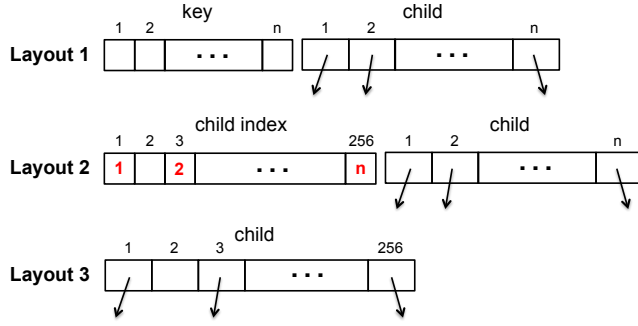 key child
1 2 n 1 2 n
Layout 1 ... ...
child index child
1 2 3 256 1 2 n
Layout 2 1 2 ... n ...
child
1 2 3 256
Layout 3 ...